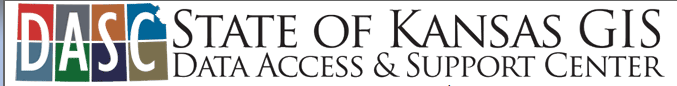 DASC
STATE OF KANSAS GIS
DATA ACCESS & SUPPORT CENTER